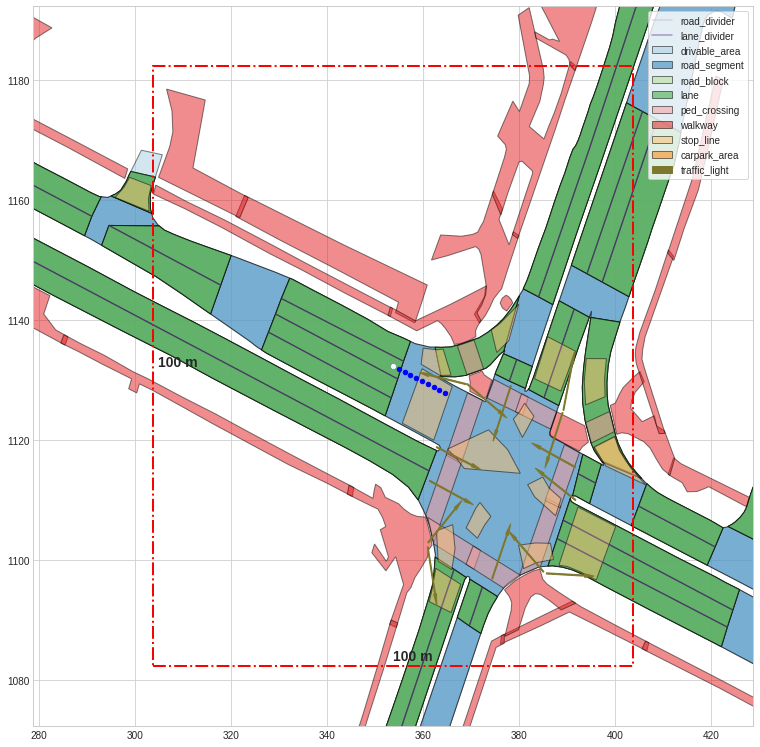 road_divider
lane_divider
drivable_area
road_segment
road_block
lane
ped_crossing
walkway
stop_line
carpark_area
traffic_light
1180
1160
1140
1120
1100
1080
100 m
100 m
280
300
320
340
360
380
400
420